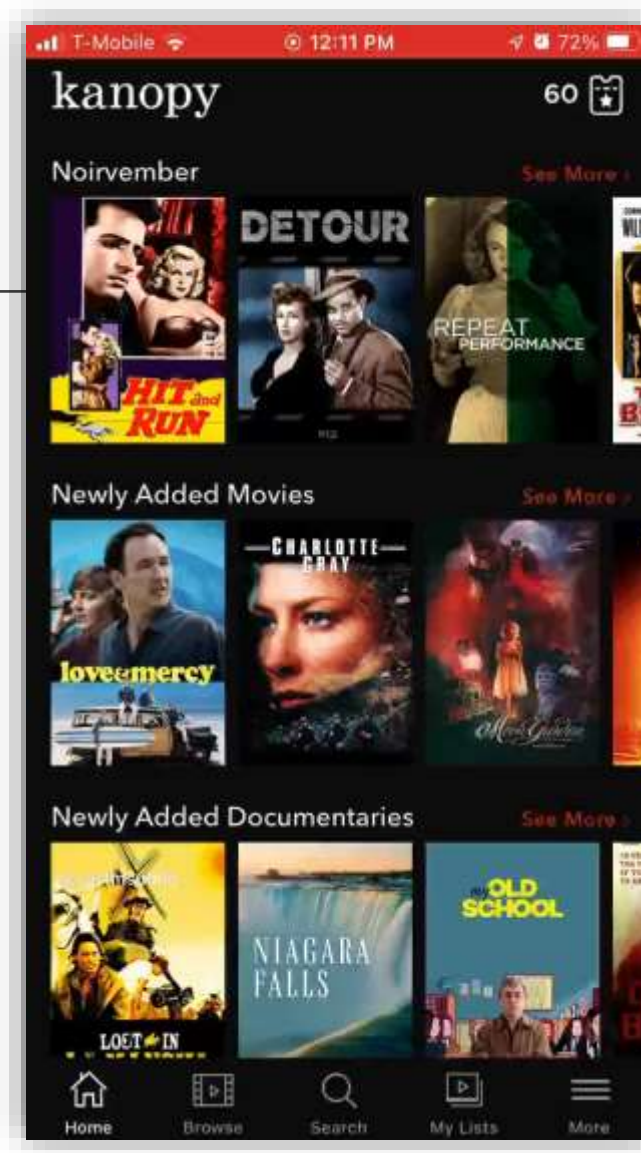 T-Mobile 12:11 PM 72%
kanopy 60
Noirvember See More ›
HIT and RUN
DETOUR
REPEAT
PERFORMANCE
Newly Added Movies See More ›
love&mercy
CHARLOTTE
GRAY
Newly Added Documentaries See More ›
LOST IN
NIAGARA
FALLS
my OLD
SCHOOL
Home Browse Search My Lists More